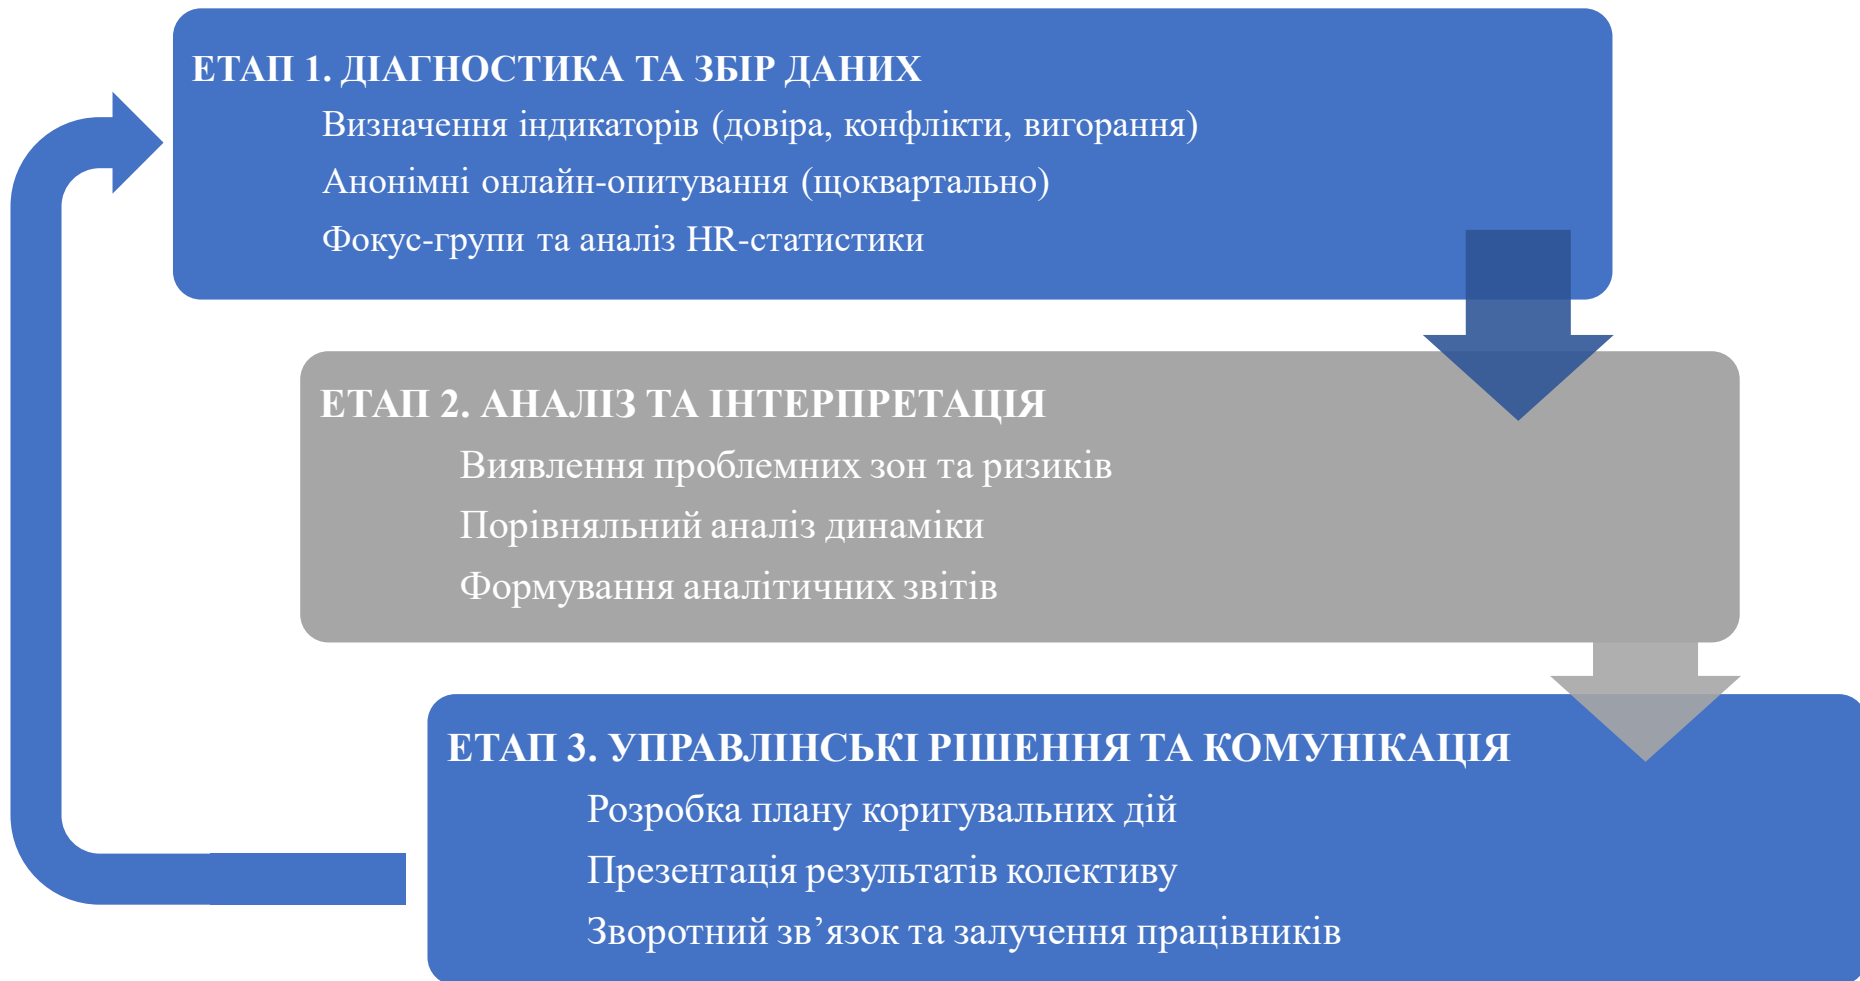 ЕТАП 1. ДІАГНОСТИКА ТА ЗБІР ДАНИХ
Визначення індикаторів (довіра, конфлікти, вигорання)
Анонімні онлайн-опитування (щоквартально)
Фокус-групи та аналіз HR-статистики
ЕТАП 2. АНАЛІЗ ТА ІНТЕРПРЕТАЦІЯ
Виявлення проблемних зон та ризиків
Порівняльний аналіз динаміки
Формування аналітичних звітів
ЕТАП 3. УПРАВЛІНСЬКІ РІШЕННЯ ТА КОМУНІКАЦІЯ
Розробка плану коригувальних дій
Презентація результатів колективу
Зворотний зв’язок та залучення працівників